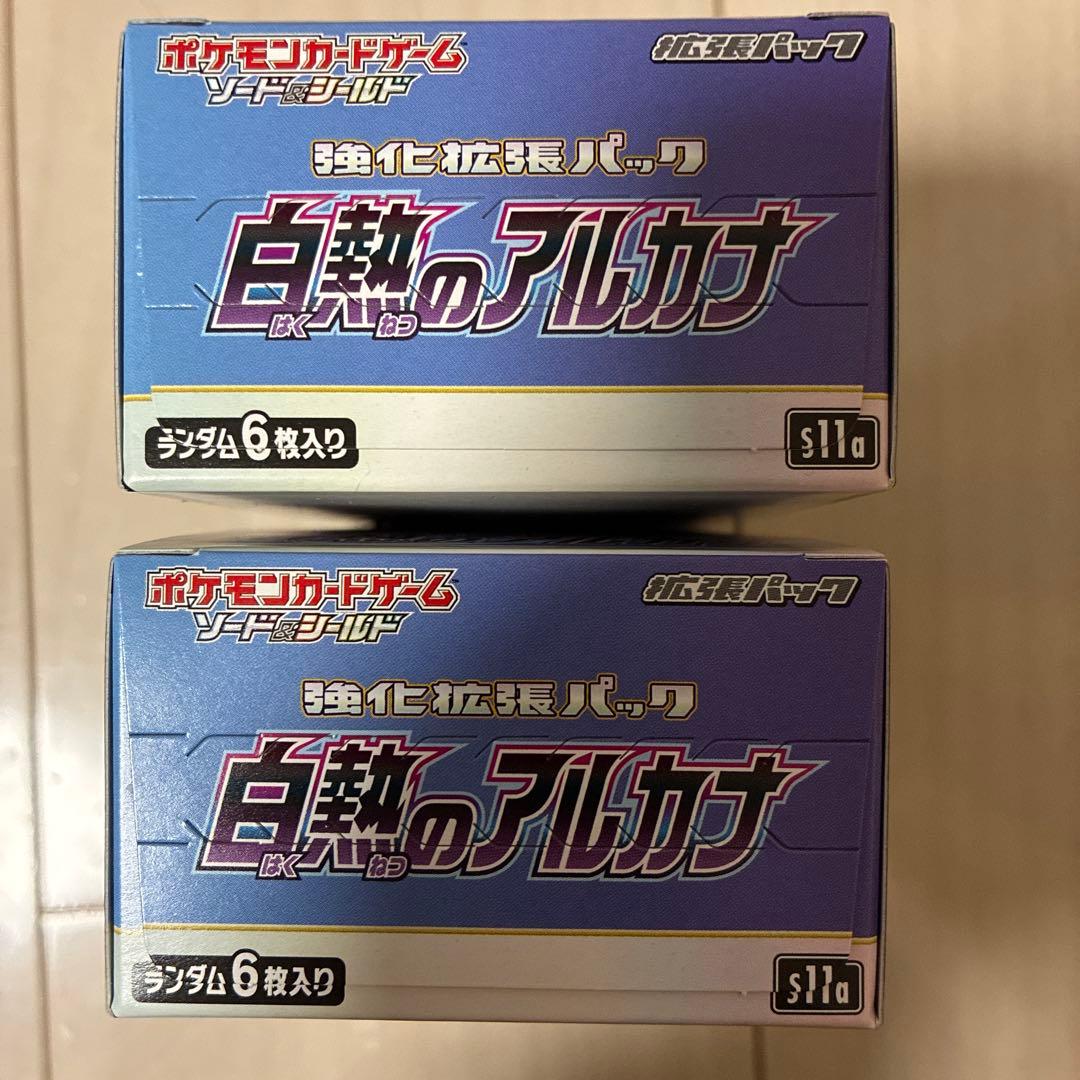 ポケモンカードゲーム™
ソード&シールド
拡張パック
強化拡張パック
白熱のアルカナ
はく ねつ
ランダム6枚入り
S11a
ポケモンカードゲーム™
ソード&シールド
拡張パック
強化拡張パック
白熱のアルカナ
はく ねつ
ランダム6枚入り
S11a